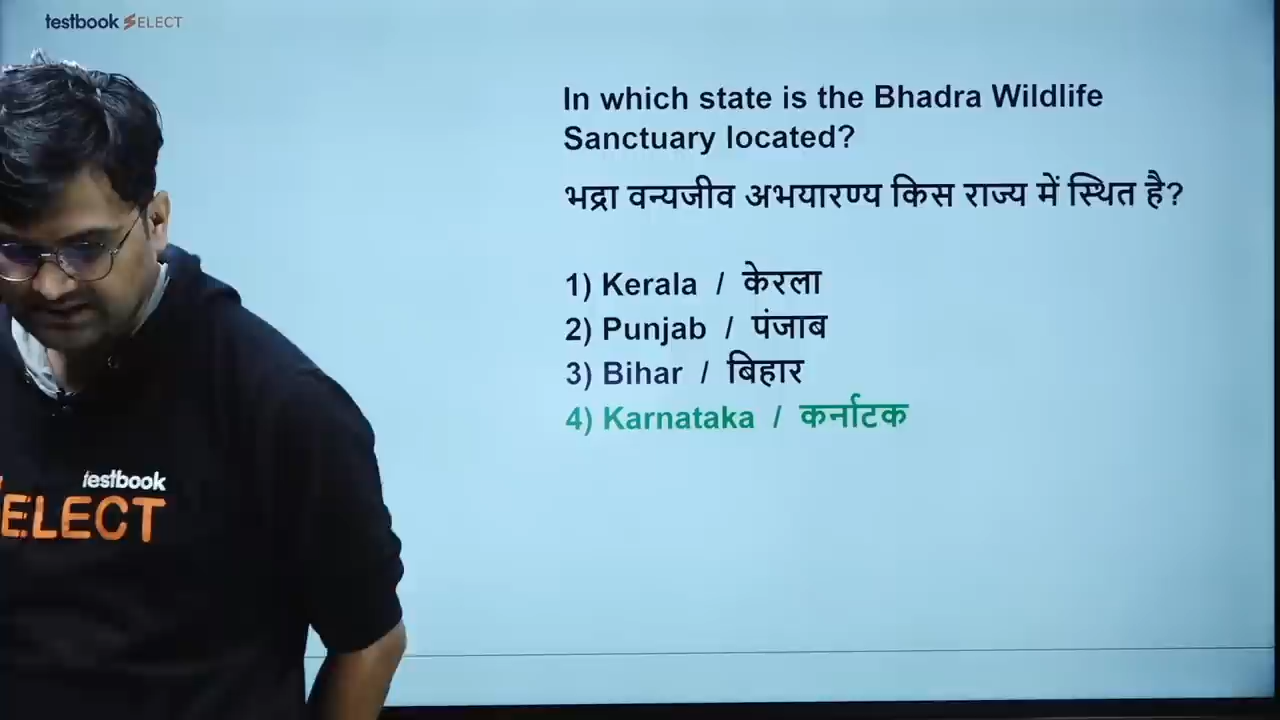 testbook SELECT
In which state is the Bhadra Wildlife
Sanctuary located?
भद्रा वन्यजीव अभयारण्य किस राज्य में स्थित है?
1) Kerala / केरला
2) Punjab / पंजाब
3) Bihar / बिहार
4) Karnataka / कर्नाटक
testbook
SELECT